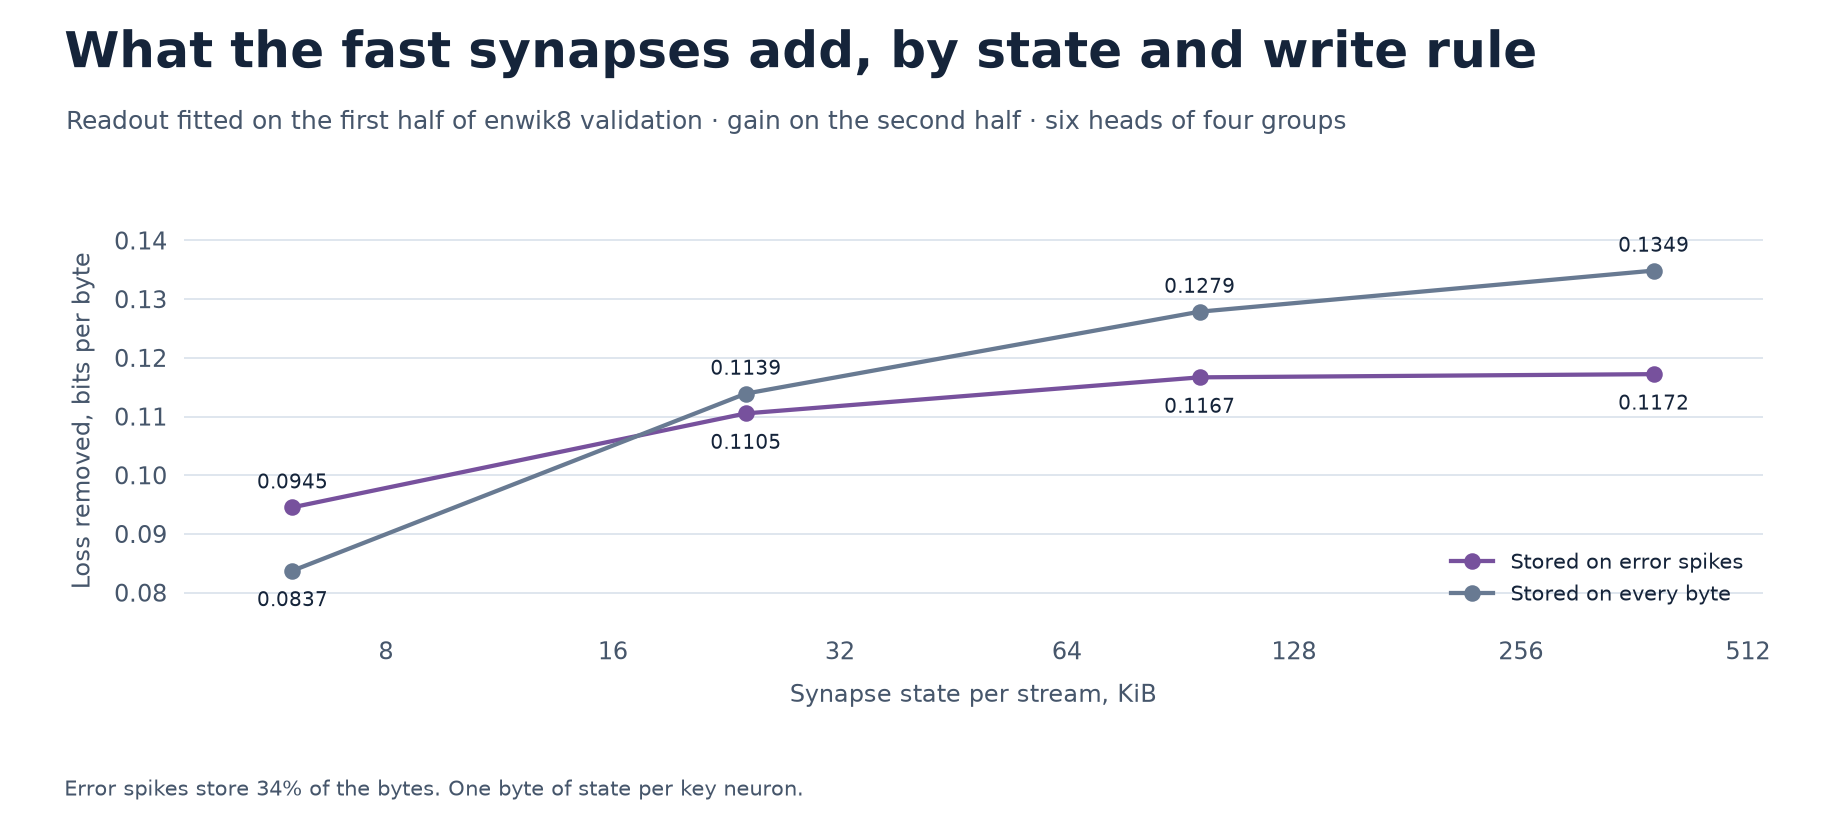 What the fast synapses add, by state and write rule
Readout fitted on the first half of enwik8 validation · gain on the second half · six heads of four groups
Loss removed, bits per byte
0.14
0.13
0.12
0.11
0.10
0.09
0.08
0.0945
0.0837
0.1139
0.1105
0.1279
0.1167
0.1349
0.1172
Stored on error spikes
Stored on every byte
8 16 32 64 128 256 512
Synapse state per stream, KiB
Error spikes store 34% of the bytes. One byte of state per key neuron.